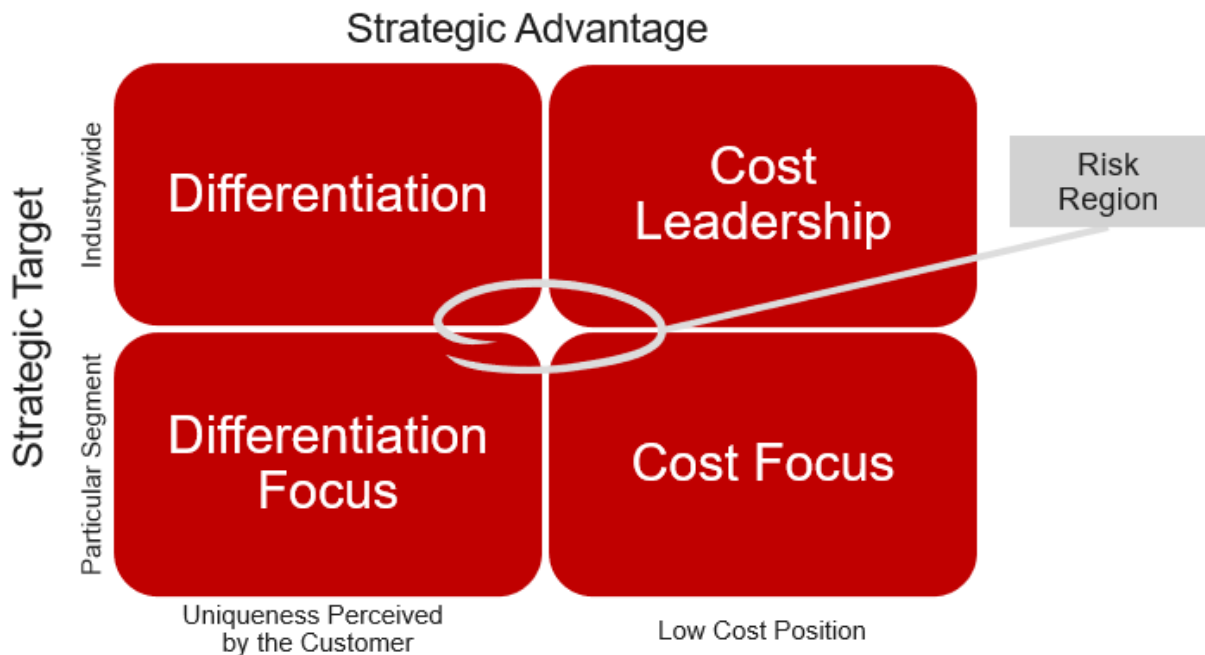 Strategic Advantage
Strategic Target
Industrywide
Differentiation
Cost
Leadership
Risk
Region
Particular Segment
Differentiation
Focus
Cost Focus
Uniqueness Perceived
by the Customer
Low Cost Position